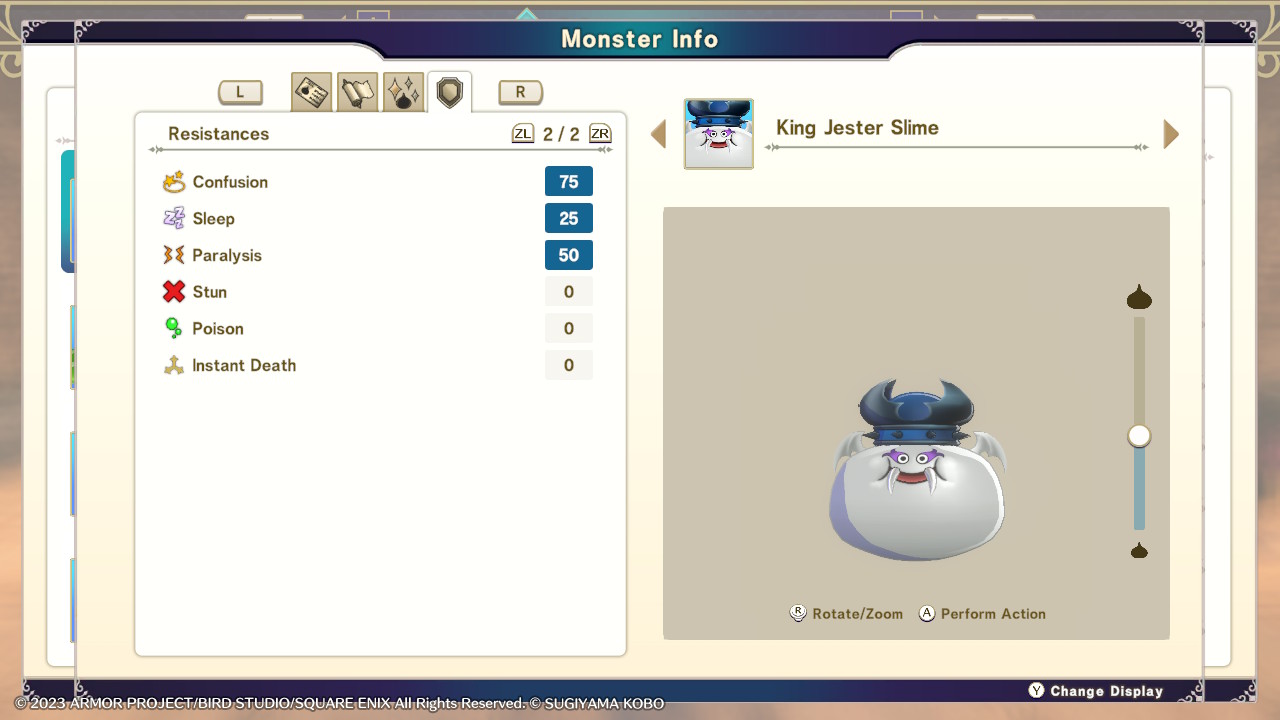 Monster Info
L
R
Resistances
ZL 2 / 2 ZR
Confusion 75
Sleep 25
Paralysis 50
Stun 0
Poison 0
Instant Death 0
King Jester Slime
R Rotate/Zoom A Perform Action
Y Change Display
© 2023 ARMOR PROJECT/BIRD STUDIO/SQUARE ENIX All Rights Reserved. © SUGIYAMA KOBO